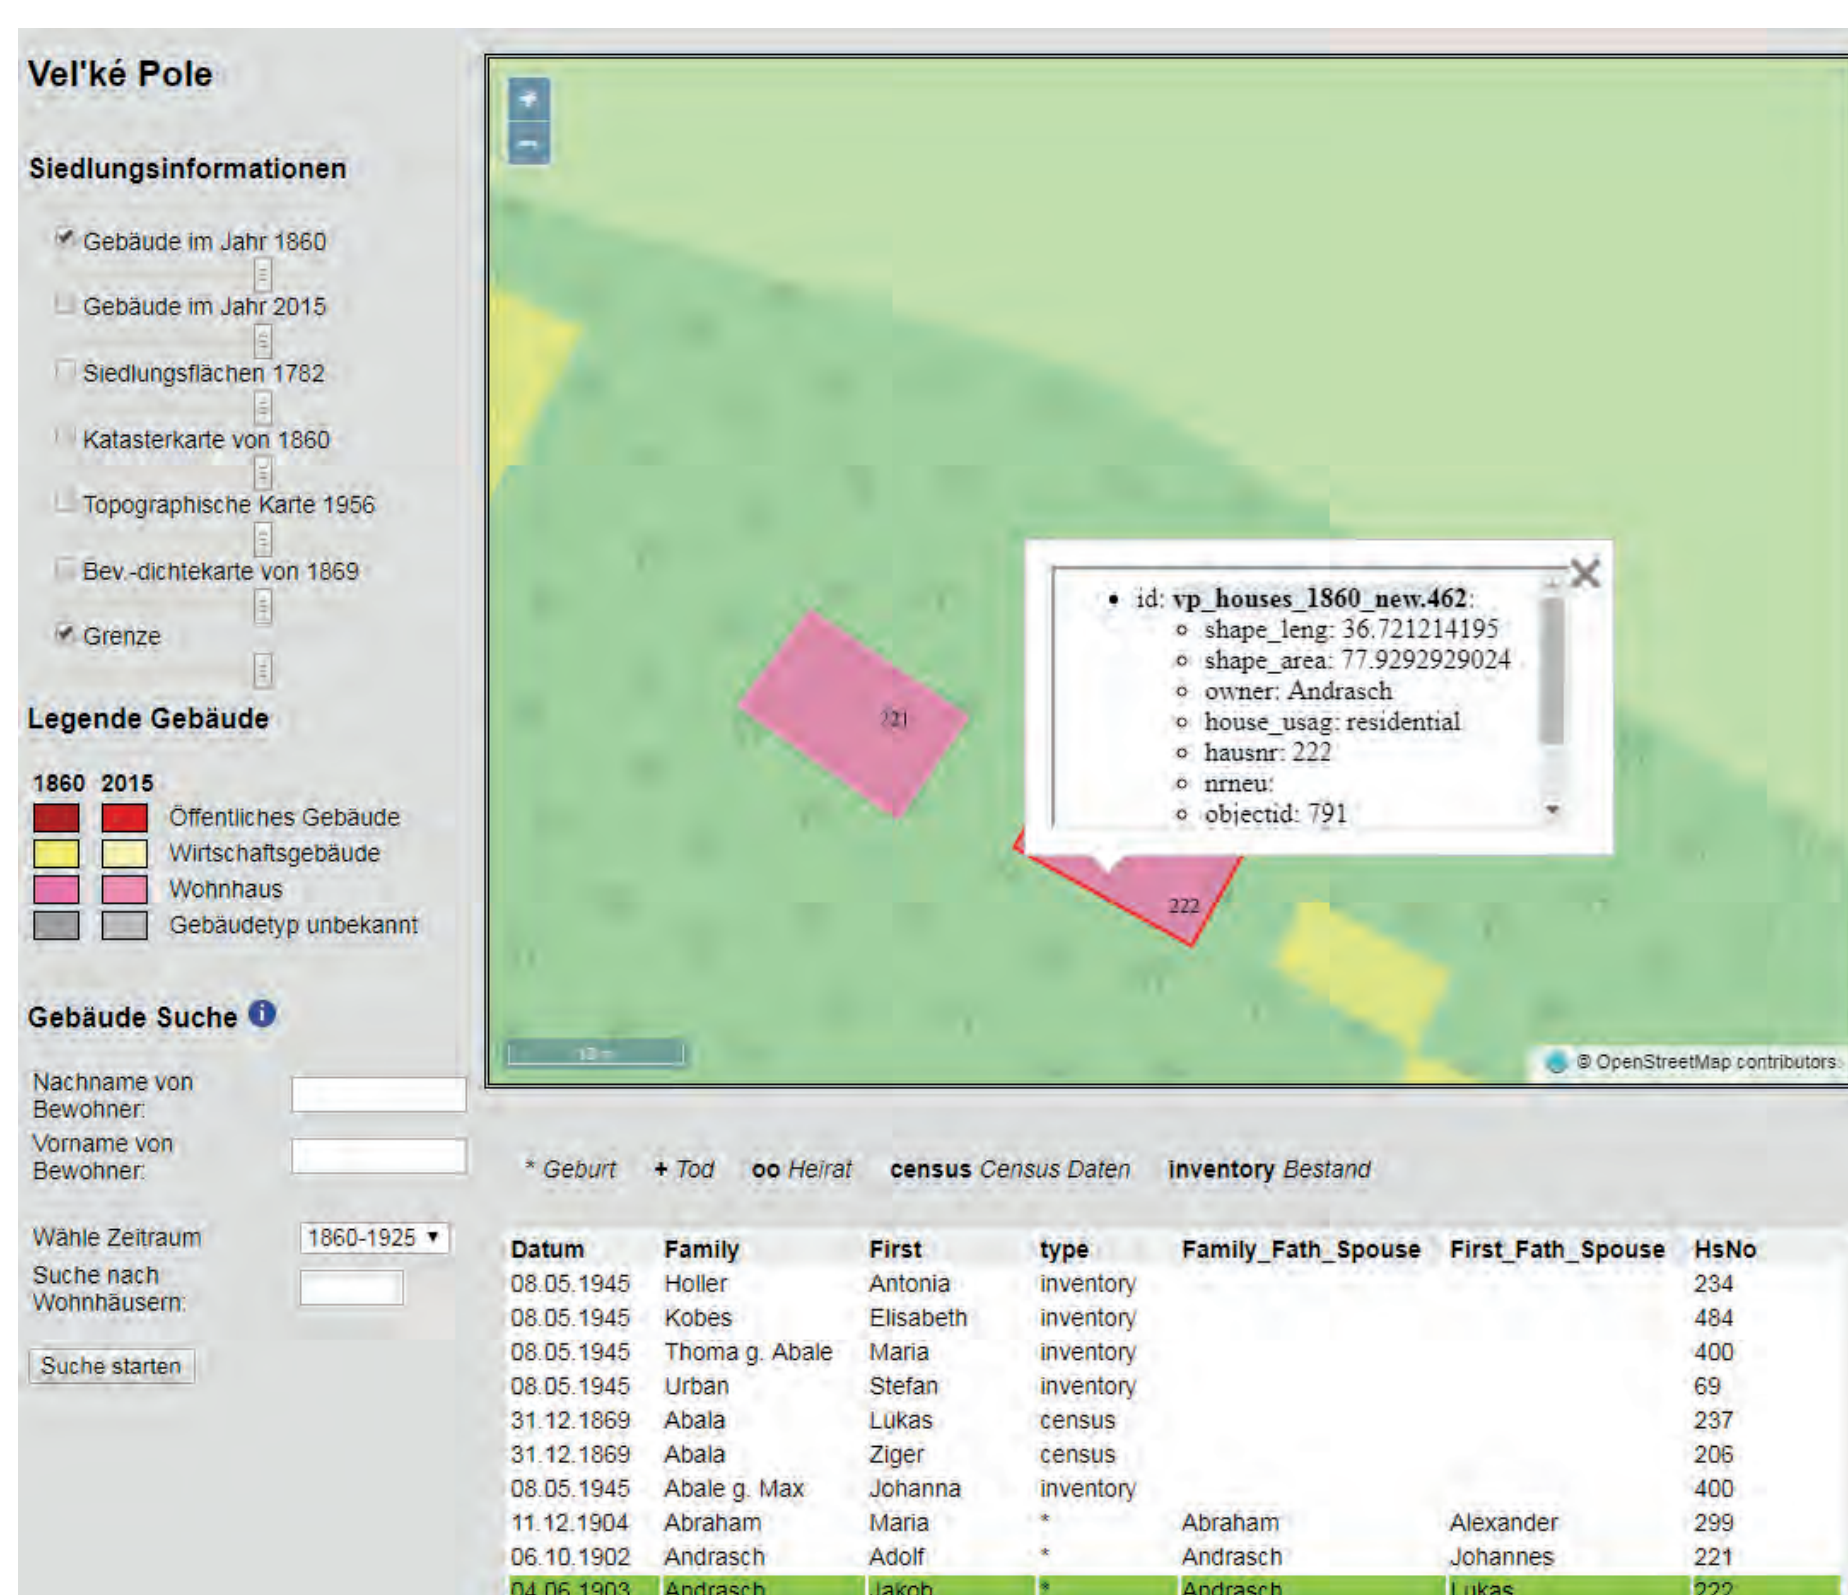 Vel'ké Pole
Siedlungsinformationen
Gebäude im Jahr 1860
Gebäude im Jahr 2015
Siedlungsflächen 1782
Katasterkarte von 1860
Topographische Karte 1956
Bev.-dichtekarte von 1869
Grenze
Legende Gebäude
1860 2015
Öffentliches Gebäude
Wirtschaftsgebäude
Wohnhaus
Gebäudetyp unbekannt
Gebäude Suche i
Nachname von
Bewohner:
Vorname von
Bewohner:
Wähle Zeitraum 1860-1925
Suche nach
Wohnhäusern:
Suche starten
+
−
id: vp_houses_1860_new.462:
shape_leng: 36.721214195
shape_area: 77.9292929024
owner: Andrasch
house_usag: residential
hausnr: 222
nrneu:
objectid: 791
221
222
© OpenStreetMap contributors.
* Geburt + Tod oo Heirat census Census Daten inventory Bestand
Datum Family First type Family_Fath_Spouse First_Fath_Spouse HsNo
08.05.1945 Holler Antonia inventory 234
08.05.1945 Kobes Elisabeth inventory 484
08.05.1945 Thoma g. Abale Maria inventory 400
08.05.1945 Urban Stefan inventory 69
31.12.1869 Abala Lukas census 237
31.12.1869 Abala Ziger census 206
08.05.1945 Abale g. Max Johanna inventory 400
11.12.1904 Abraham Maria * Abraham Alexander 299
06.10.1902 Andrasch Adolf * Andrasch Johannes 221
04.06.1903 Andrasch Jakob * Andrasch Lukas 222